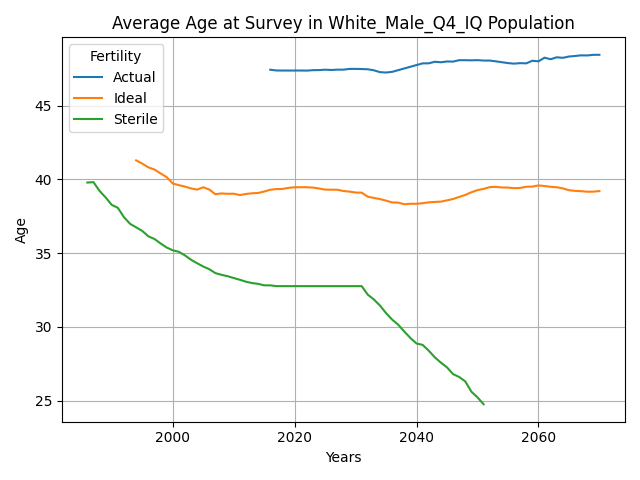 Average Age at Survey in White_Male_Q4_IQ Population
Fertility
Actual
Ideal
Sterile
Age
45
40
35
30
25
2000
2020
2040
2060
Years